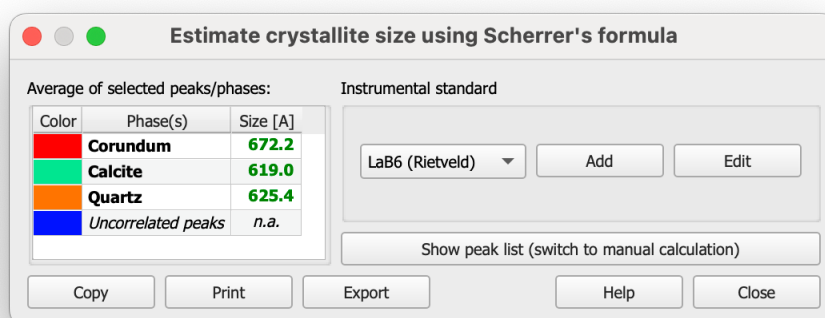 Estimate crystallite size using Scherrer's formula
Average of selected peaks/phases:
Color Phase(s) Size [A]
Corundum 672.2
Calcite 619.0
Quartz 625.4
Uncorrelated peaks n.a.
Instrumental standard
LaB6 (Rietveld) Add Edit
Show peak list (switch to manual calculation)
Copy Print Export Help Close